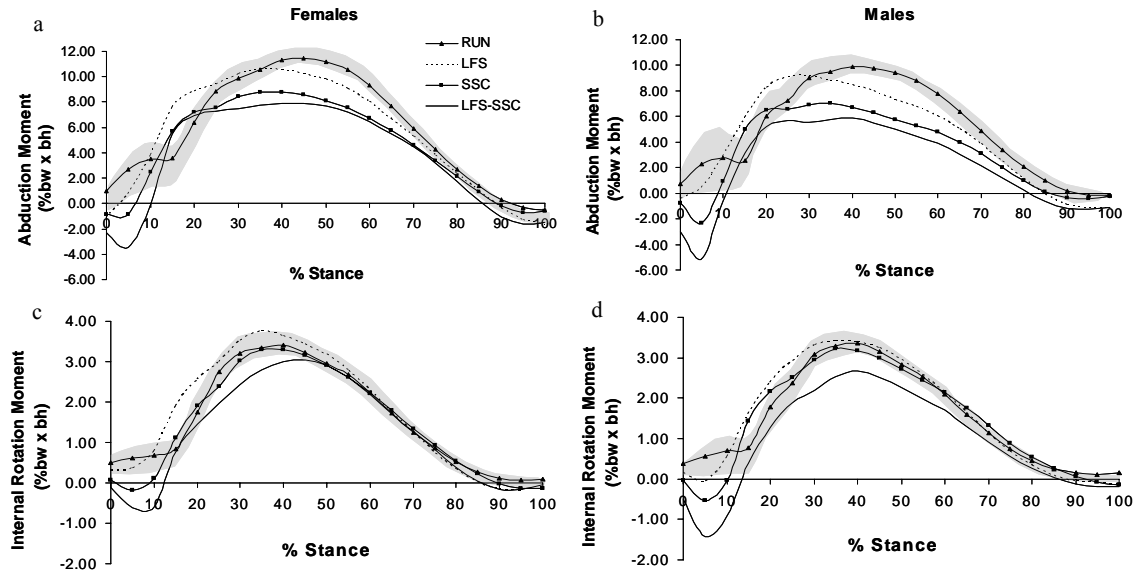 a
Females
12.00
10.00
8.00
6.00
4.00
2.00
0.00
-2.00
-4.00
-6.00
Abduction Moment
(%bw x bh)
0 10 20 30 40 50 60 70 80 90 100
% Stance
RUN
LFS
SSC
LFS-SSC
b
Males
12.00
10.00
8.00
6.00
4.00
2.00
0.00
-2.00
-4.00
-6.00
Abduction Moment
(%bw x bh)
0 10 20 30 40 50 60 70 80 90 100
% Stance
c
4.00
3.00
2.00
1.00
0.00
-1.00
-2.00
Internal Rotation Moment
(%bw x bh)
0 10 20 30 40 50 60 70 80 90 100
% Stance
d
4.00
3.00
2.00
1.00
0.00
-1.00
-2.00
Internal Rotation Moment
(%bw x bh)
0 10 20 30 40 50 60 70 80 90 100
% Stance